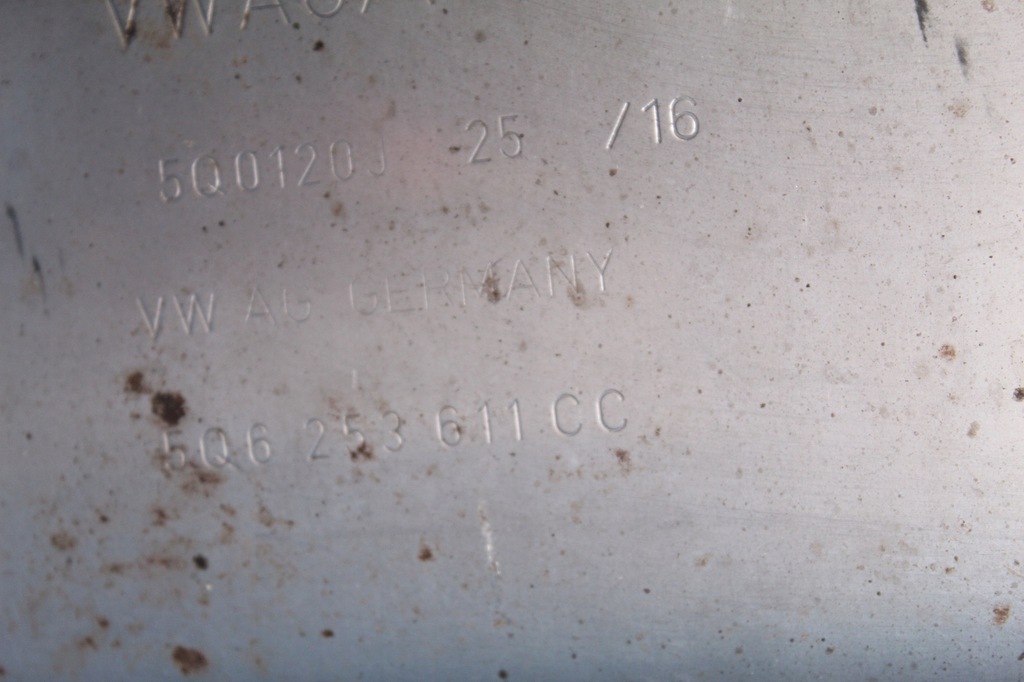 5Q0120J 25 /16
VW AG GERMANY
5Q6 253 611 CC